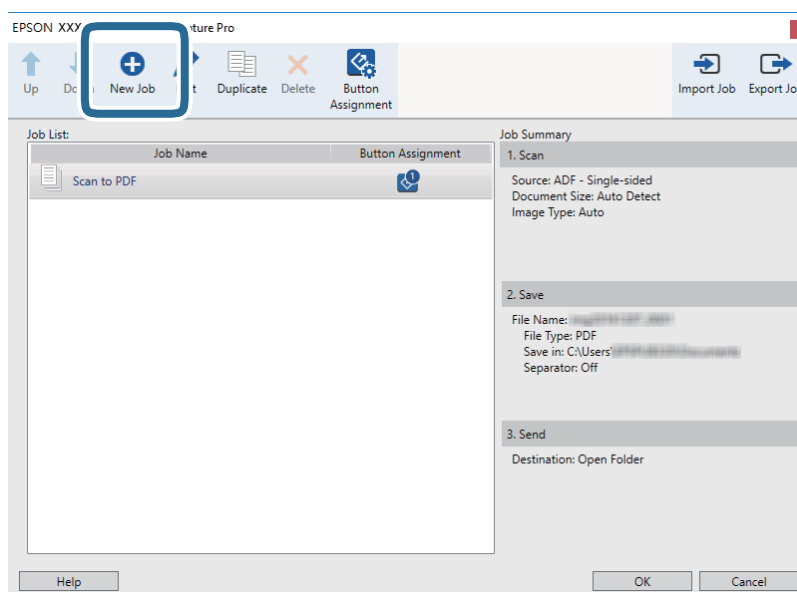 EPSON XXX ture Pro
Up
New Job
Duplicate
Delete
Button
Assignment
Import Job
Export Jo
Job List:
Job Name
Button Assignment
Scan to PDF
1
Job Summary
1. Scan
Source: ADF - Single-sided
Document Size: Auto Detect
Image Type: Auto
2. Save
File Name:
File Type: PDF
Save in: C:\Users\
Separator: Off
3. Send
Destination: Open Folder
Help
OK
Cancel